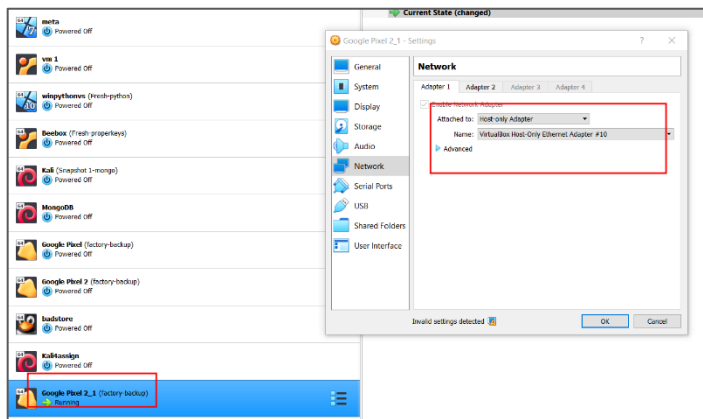 meta
Powered Off
vm 1
Powered Off
winpythonvs (Fresh-python)
Powered Off
Beebox (Fresh-properkeys)
Powered Off
Kali (Snapshot 1-mongo)
Powered Off
MongoDB
Powered Off
Google Pixel (factory-backup)
Powered Off
Google Pixel 2 (factory-backup)
Powered Off
badstore
Powered Off
Kali4assign
Powered Off
Google Pixel 2_1 (factory-backup)
Running
Current State (changed)
Google Pixel 2_1 - Settings
? ×
General
System
Display
Storage
Audio
Network
Serial Ports
USB
Shared Folders
User Interface
Network
Adapter 1 Adapter 2 Adapter 3 Adapter 4
Enable Network Adapter
Attached to: Host-only Adapter
Name: VirtualBox Host-Only Ethernet Adapter #10
Advanced
Invalid settings detected
OK Cancel